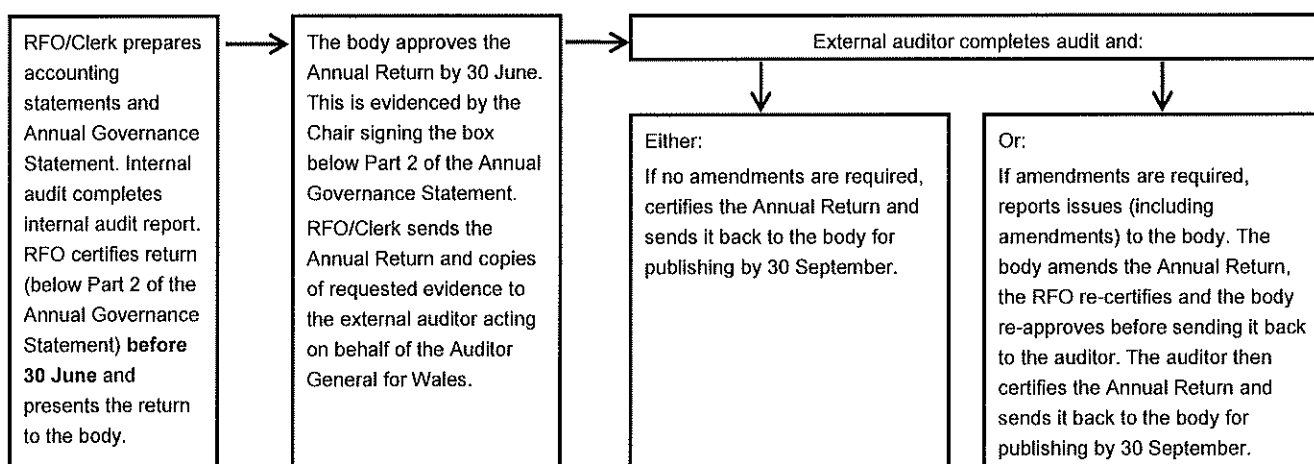 RFO/Clerk prepares
accounting
statements and
Annual Governance
Statement. Internal
audit completes
internal audit report.
RFO certifies return
(below Part 2 of the
Annual Governance
Statement) before
30 June and
presents the return
to the body.
The body approves the
Annual Return by 30 June.
This is evidenced by the
Chair signing the box
below Part 2 of the Annual
Governance Statement.
RFO/Clerk sends the
Annual Return and copies
of requested evidence to
the external auditor acting
on behalf of the Auditor
General for Wales.
External auditor completes audit and:
Either:
If no amendments are required,
certifies the Annual Return and
sends it back to the body for
publishing by 30 September.
Or:
If amendments are required,
reports issues (including
amendments) to the body. The
body amends the Annual Return,
the RFO re-certifies and the body
re-approves before sending it back
to the auditor. The auditor then
certifies the Annual Return and
sends it back to the body for
publishing by 30 September.